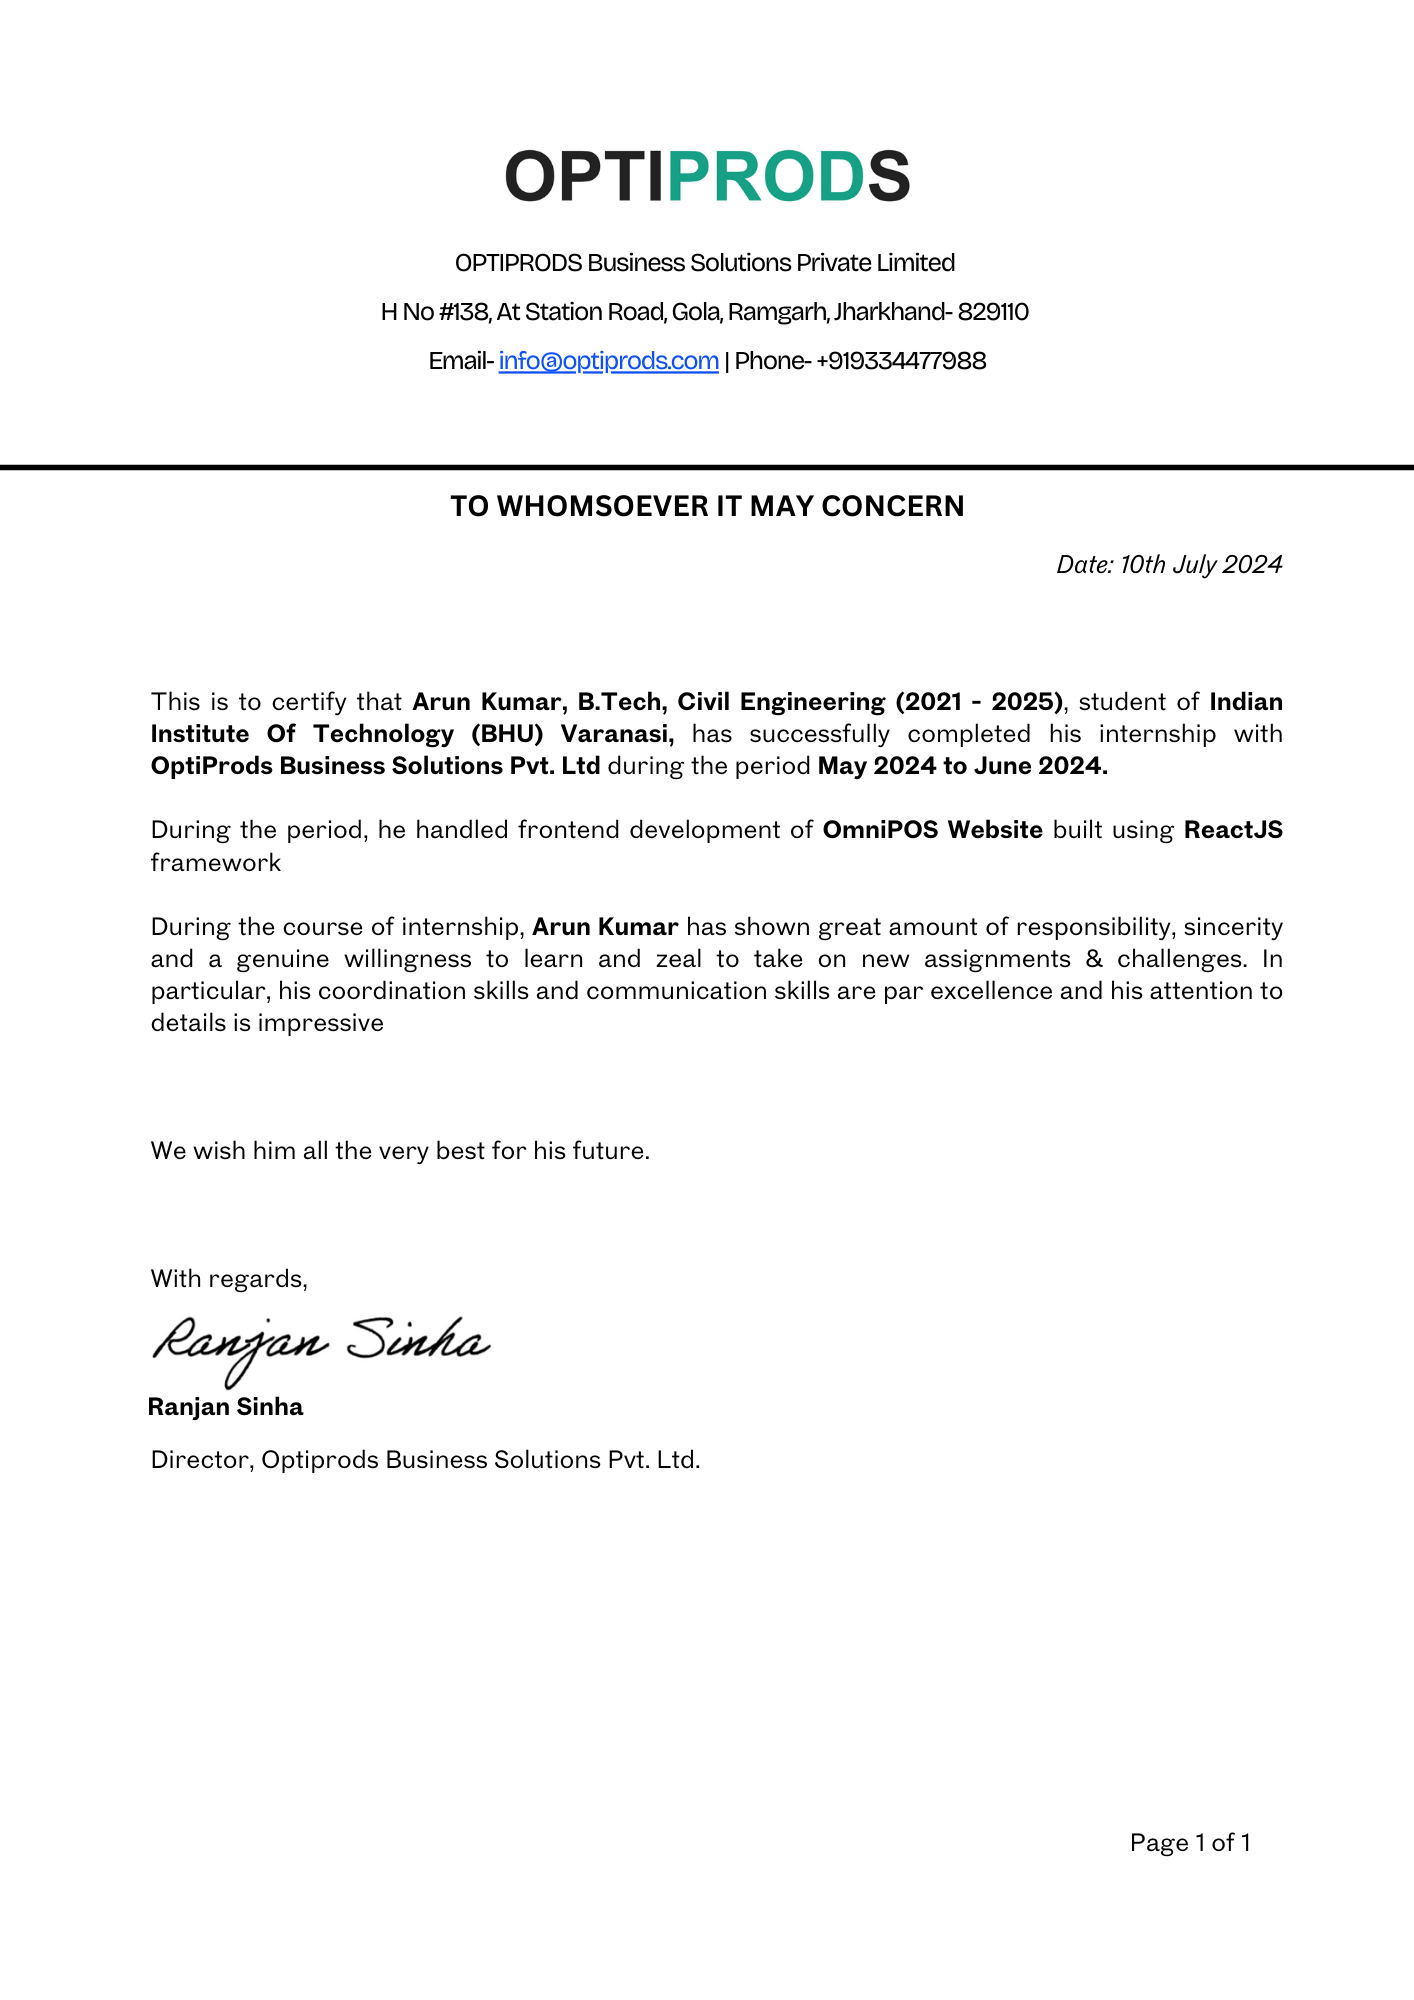 OPTIPRODS
OPTIPRODS Business Solutions Private Limited
H No #138, At Station Road, Gola, Ramgarh, Jharkhand- 829110
Email- info@optiprods.com | Phone- +919334477988
TO WHOMSOEVER IT MAY CONCERN
Date: 10th July 2024
This is to certify that Arun Kumar, B.Tech, Civil Engineering (2021 - 2025), student of Indian
Institute Of Technology (BHU) Varanasi, has successfully completed his internship with
OptiProds Business Solutions Pvt. Ltd during the period May 2024 to June 2024.
During the period, he handled frontend development of OmniPOS Website built using ReactJS
framework
During the course of internship, Arun Kumar has shown great amount of responsibility, sincerity
and a genuine willingness to learn and zeal to take on new assignments & challenges. In
particular, his coordination skills and communication skills are par excellence and his attention to
details is impressive
We wish him all the very best for his future.
With regards,
Ranjan Sinha
Ranjan Sinha
Director, Optiprods Business Solutions Pvt. Ltd.
Page 1 of 1